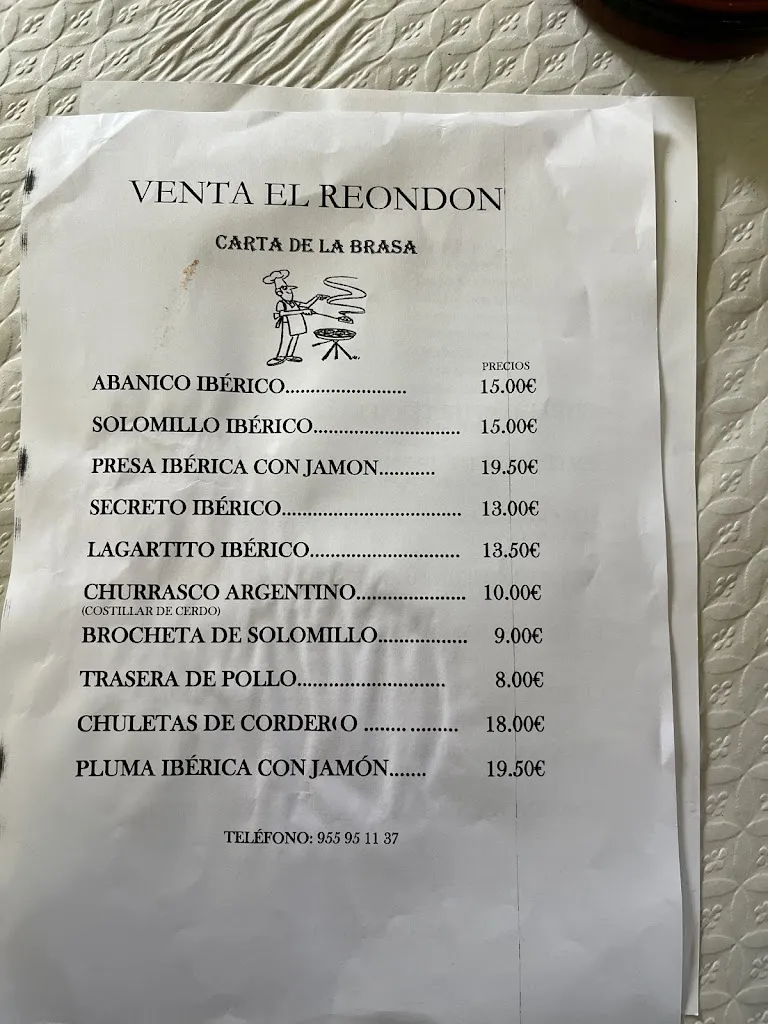 VENTA EL REONDON
CARTA DE LA BRASA
PRECIOS
ABANICO IBÉRICO........................ 15.00€
SOLOMILLO IBÉRICO............................. 15.00€
PRESA IBÉRICA CON JAMON........... 19.50€
SECRETO IBÉRICO.................................... 13.00€
LAGARTITO IBÉRICO.............................. 13.50€
CHURRASCO ARGENTINO...................... 10.00€
(COSTILLAR DE CERDO)
BROCHETA DE SOLOMILLO.................. 9.00€
TRASERA DE POLLO............................. 8.00€
CHULETAS DE CORDERO ........ ......... 18.00€
PLUMA IBÉRICA CON JAMÓN....... 19.50€
TELÉFONO: 955 95 11 37